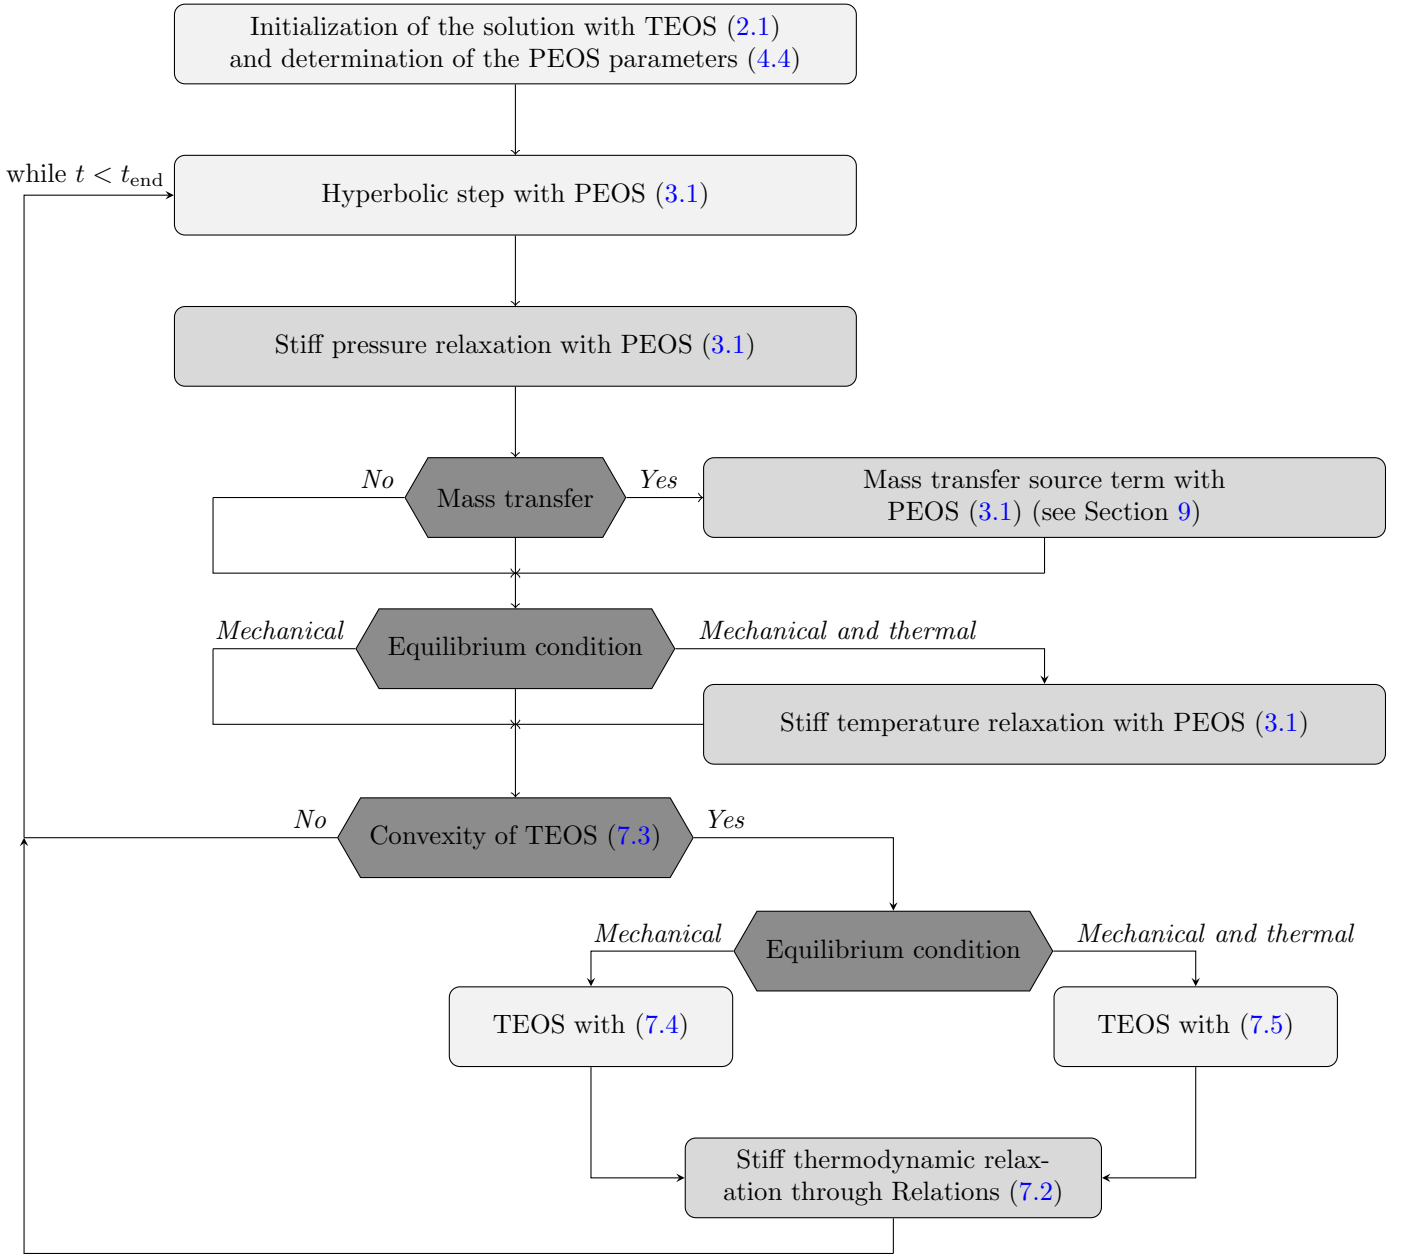 Initialization of the solution with TEOS (2.1)
and determination of the PEOS parameters (4.4)
while t < t_end
Hyperbolic step with PEOS (3.1)
Stiff pressure relaxation with PEOS (3.1)
No
Mass transfer
Yes
Mass transfer source term with
PEOS (3.1) (see Section 9)
Mechanical
Equilibrium condition
Mechanical and thermal
Stiff temperature relaxation with PEOS (3.1)
No
Convexity of TEOS (7.3)
Yes
Mechanical
Equilibrium condition
Mechanical and thermal
TEOS with (7.4)
TEOS with (7.5)
Stiff thermodynamic relax-
ation through Relations (7.2)